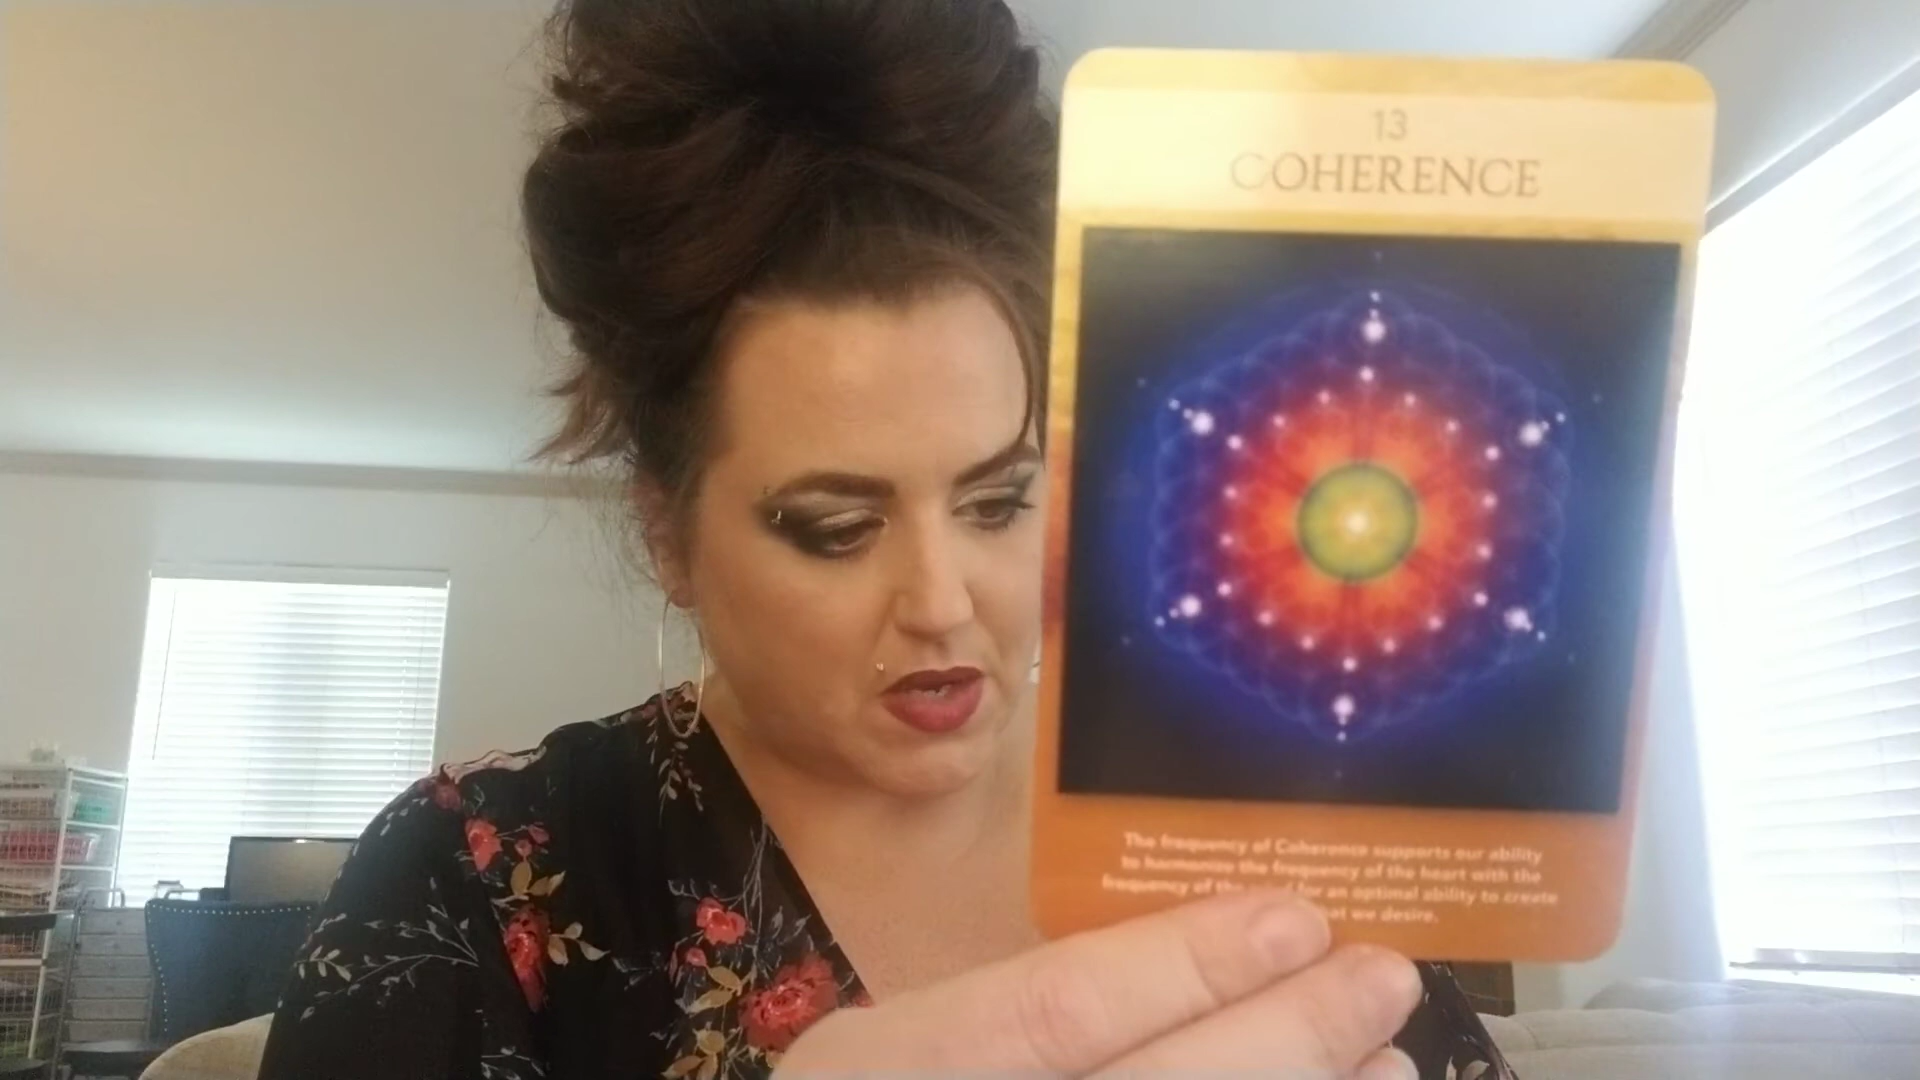 13
COHERENCE
The frequency of Coherence supports our ability
to harmonize the frequency of the heart with the
frequency of the for an optimal ability to create
we desire.